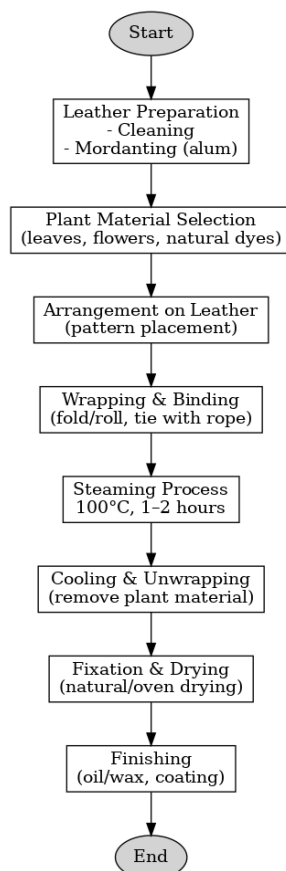 Start
Leather Preparation
- Cleaning
- Mordanting (alum)
Plant Material Selection
(leaves, flowers, natural dyes)
Arrangement on Leather
(pattern placement)
Wrapping & Binding
(fold/roll, tie with rope)
Steaming Process
100°C, 1–2 hours
Cooling & Unwrapping
(remove plant material)
Fixation & Drying
(natural/oven drying)
Finishing
(oil/wax, coating)
End